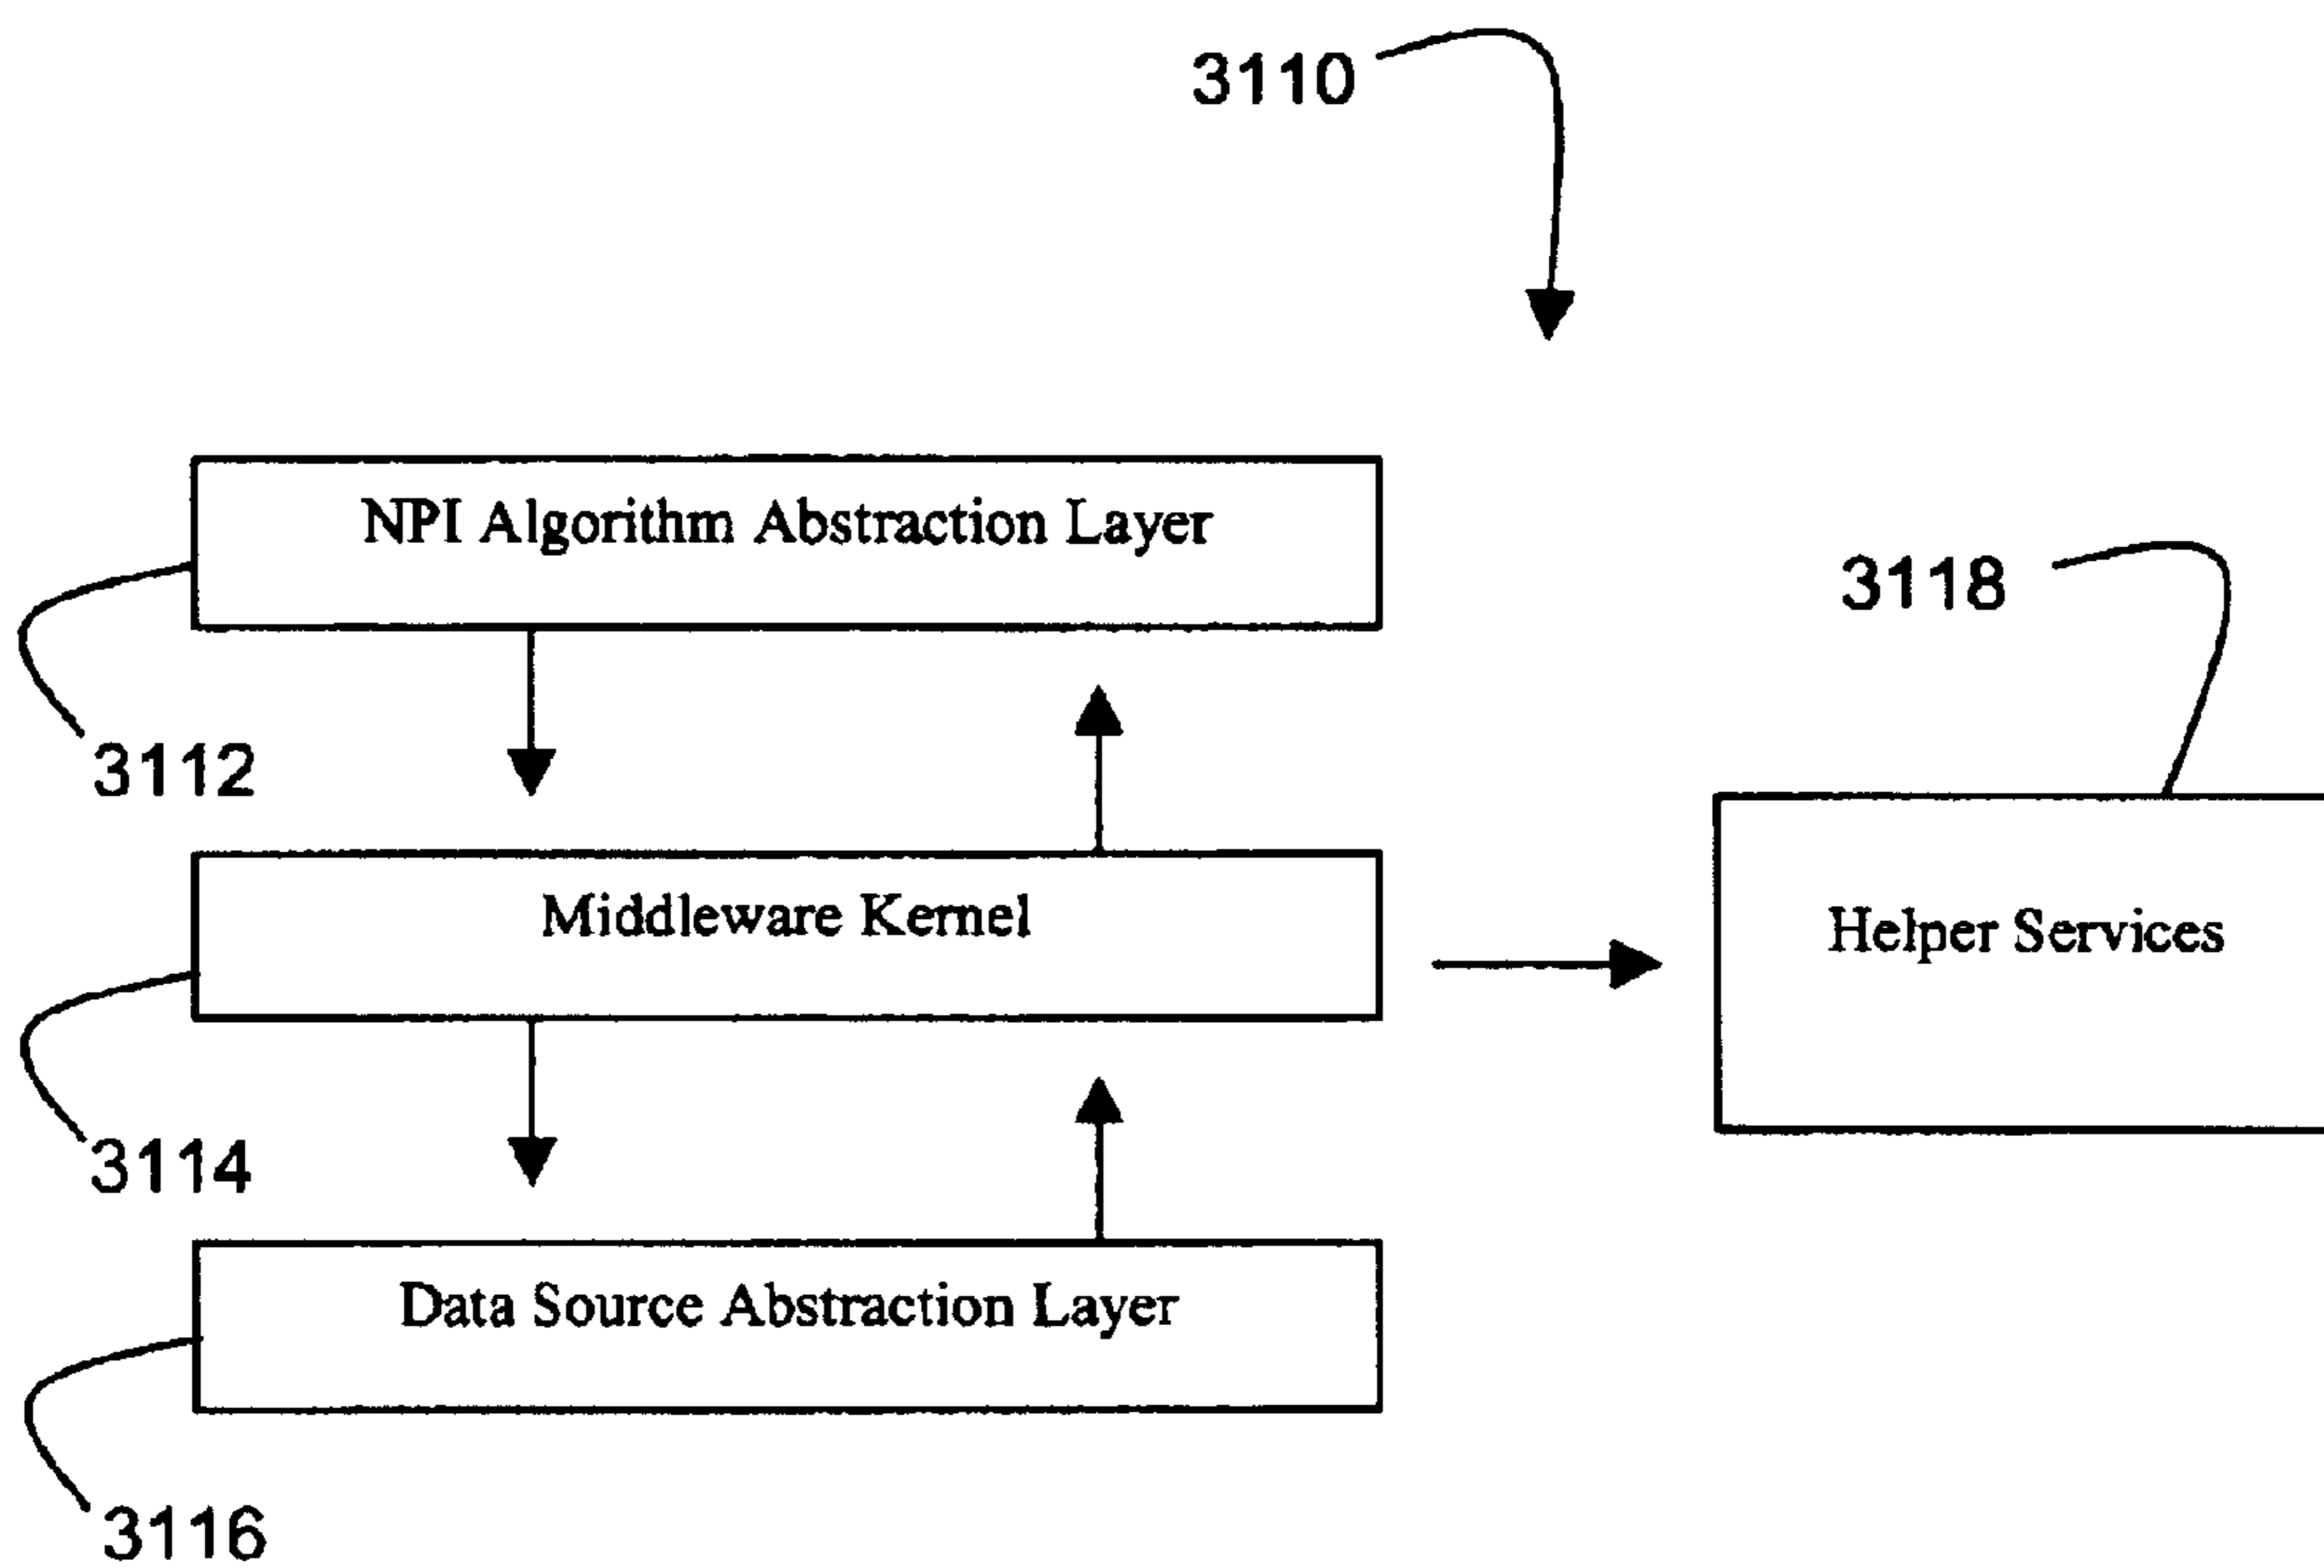 3110
NPI Algorithm Abstraction Layer
3118
3112
Middleware Kernel
Helper Services
3114
Data Source Abstraction Layer
3116